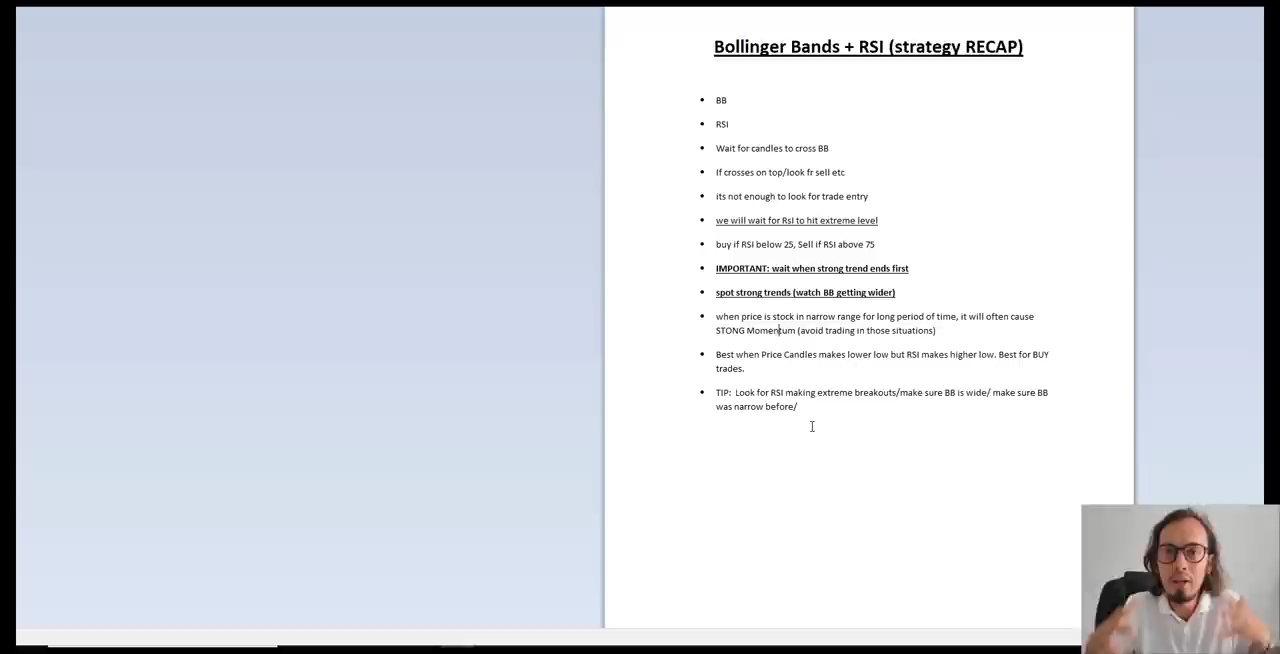 Bollinger Bands + RSI (strategy RECAP)
BB
RSI
Wait for candles to cross BB
If crosses on top/look fr sell etc
its not enough to look for trade entry
we will wait for RsI to hit extreme level
buy if RSI below 25, Sell if RSI above 75
IMPORTANT: wait when strong trend ends first
spot strong trends (watch BB getting wider)
when price is stock in narrow range for long period of time, it will often cause
STONG Momentum (avoid trading in those situations)
Best when Price Candles makes lower low but RSI makes higher low. Best for BUY
trades.
TIP:  Look for RSI making extreme breakouts/make sure BB is wide/ make sure BB
was narrow before/